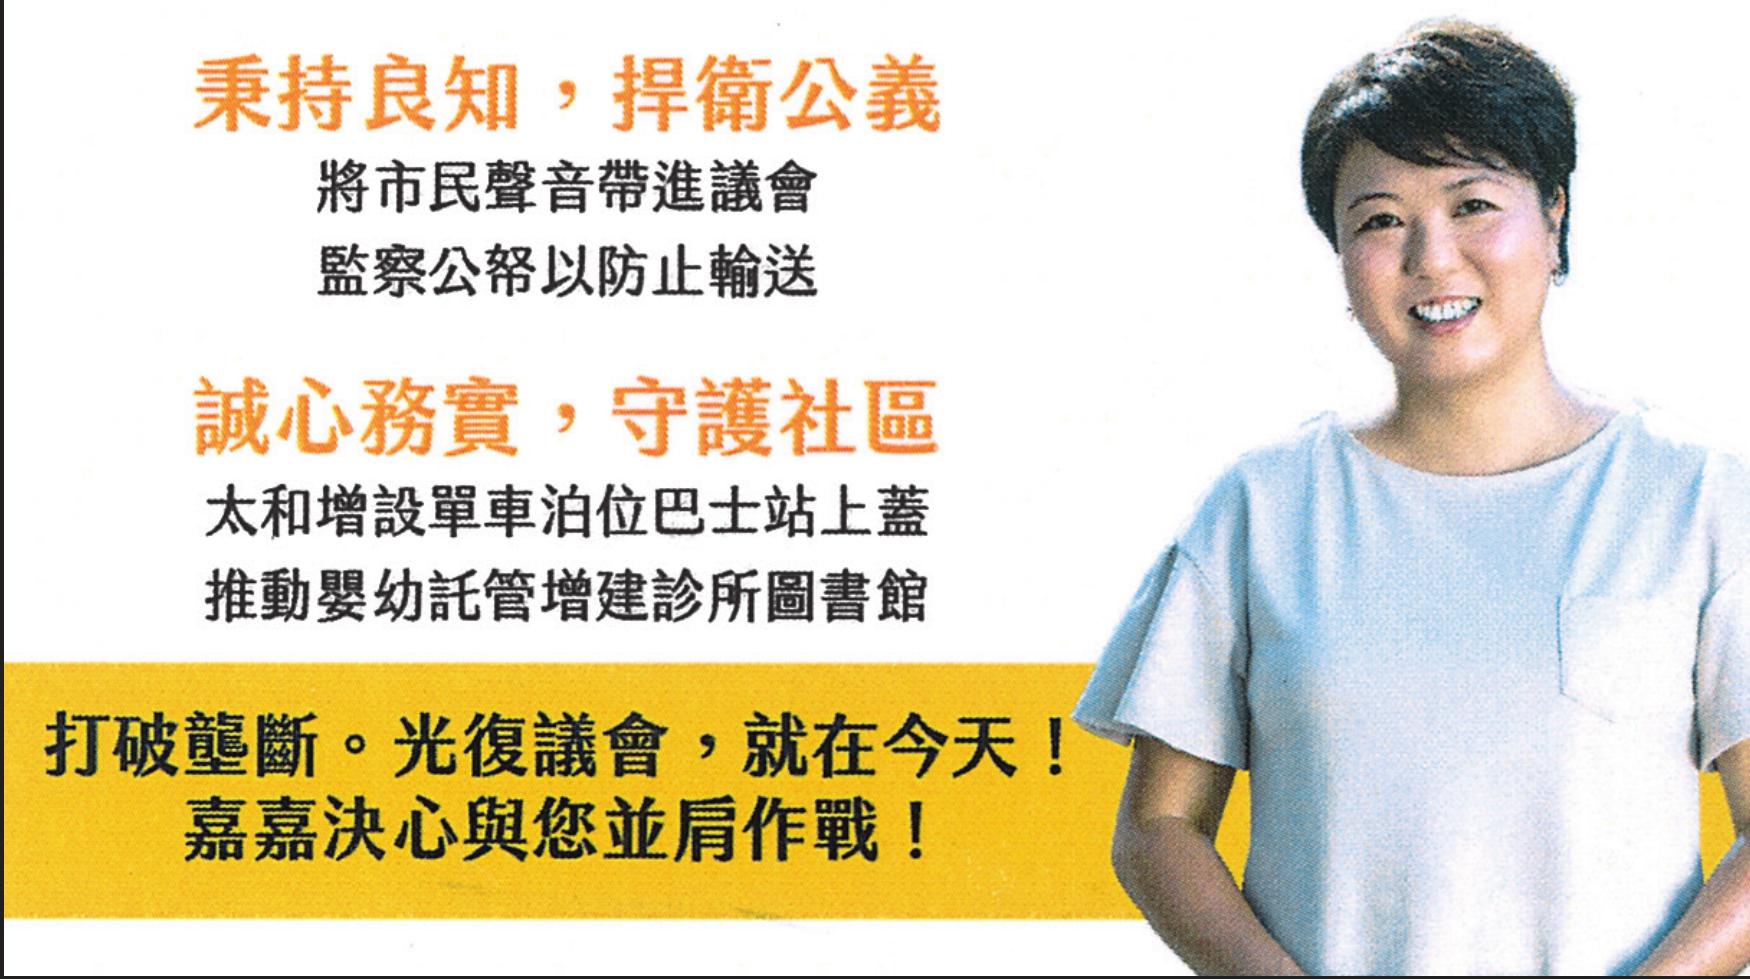 秉持良知，捍衛公義
將市民聲音帶進議會
監察公帑以防止輸送
誠心務實，守護社區
太和增設單車泊位巴士站上蓋
推動嬰幼託管增建診所圖書館
打破壟斷。光復議會，就在今天！
嘉嘉決心與您並肩作戰！